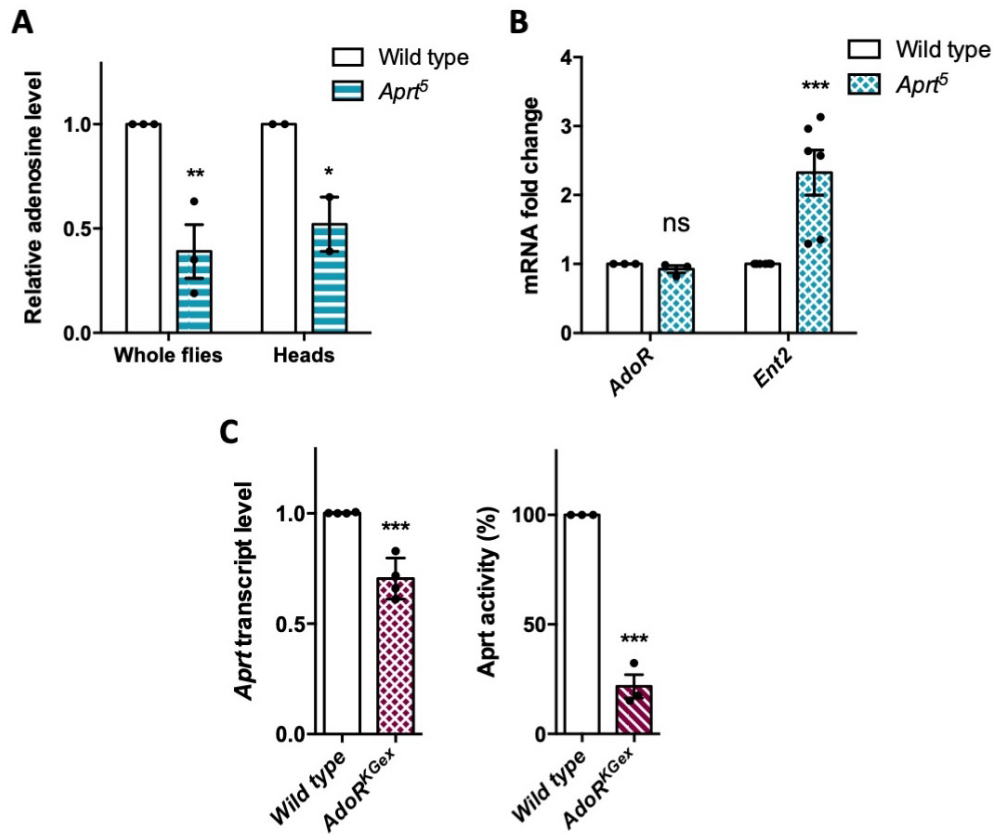 A
Wild type
Aprt⁵
Relative adenosine level
1.0
0.5
0.0
**
*
Whole flies
Heads
B
Wild type
Aprt⁵
mRNA fold change
4
3
2
1
0
ns
***
AdoR
Ent2
C
Aprt transcript level
1.0
0.5
0.0
***
Wild type
AdoRᴷᴳᵉˣ
Aprt activity (%)
100
50
0
***
Wild type
AdoRᴷᴳᵉˣ